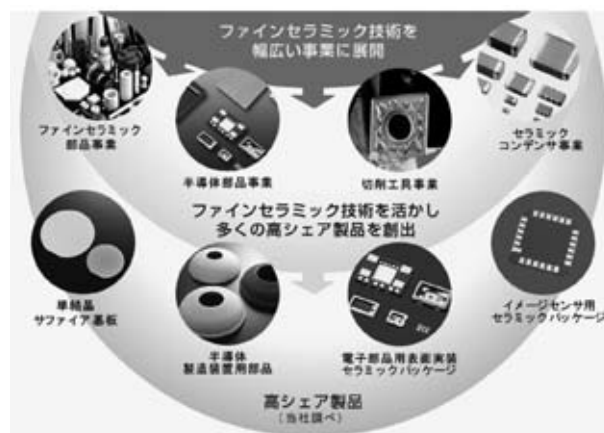 ファインセラミック技術を
幅広い事業に展開
ファインセラミック
部品事業
半導体部品事業
切削工具事業
セラミック
コンデンサ事業
ファインセラミック技術を活かし
多くの高シェア製品を創出
単結晶
サファイア基板
半導体
製造装置用部品
電子部品用表面実装
セラミックパッケージ
イメージセンサ用
セラミックパッケージ
高シェア製品
(当社調べ)